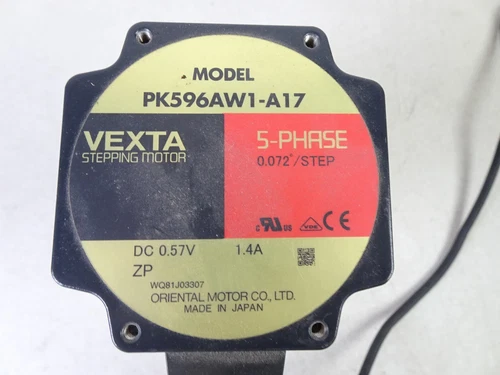 MODEL
PK596AW1-A17
VEXTA
STEPPING MOTOR
5-PHASE
0.072°/STEP
DC 0.57V 1.4A
ZP
WQ81J03307
ORIENTAL MOTOR CO., LTD.
MADE IN JAPAN